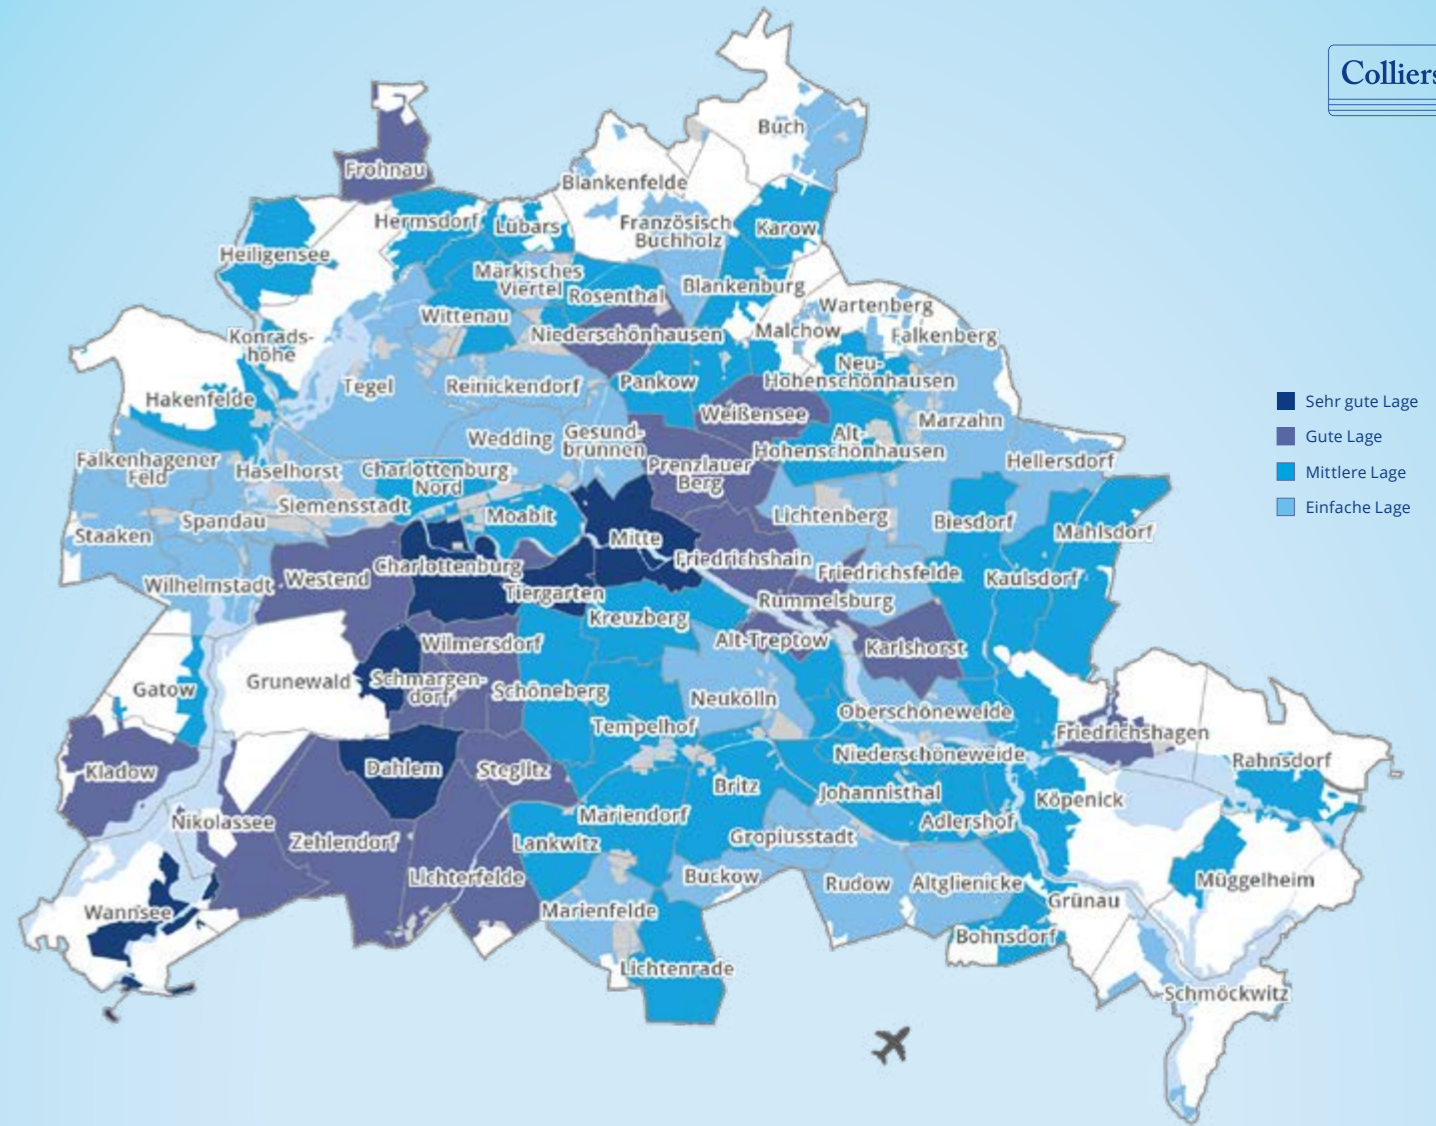 Colliers
Buch
Frohnau
Blankenfelde
Hermsdorf
Lübars
Französisch
Buchholz
Karow
Heiligensee
Märkisches
Viertel
Rosenthal
Blankenburg
Wittenau
Wartenberg
Niederschönhausen
Malchow
Falkenberg
Konrads-
höhe
Neu-
Hohenschönhausen
Tegel
Reinickendorf
Pankow
Hakenfelde
Weißensee
Marzahn
Wedding
Gesund-
brunnen
Alt-
Hohenschönhausen
Falkenhagener
Feld
Haselhorst
Charlottenburg-
Nord
Prenzlauer
Berg
Hellersdorf
Siemensstadt
Spandau
Moabit
Lichtenberg
Biesdorf
Mahlsdorf
Staaken
Mitte
Friedrichshain
Friedrichsfelde
Kaulsdorf
Wilhelmstadt
Westend
Charlottenburg
Tiergarten
Rummelsburg
Kreuzberg
Wilmersdorf
Alt-Treptow
Karlshorst
Gatow
Grunewald
Schmargen-
dorf
Schöneberg
Neukölln
Oberschöneweide
Tempelhof
Friedrichshagen
Niederschöneweide
Rahnsdorf
Kladow
Dahlem
Steglitz
Britz
Johannisthal
Köpenick
Nikolassee
Zehlendorf
Mariendorf
Lankwitz
Gropiusstadt
Adlershof
Lichterfelde
Buckow
Rudow
Altglienicke
Müggelheim
Wannsee
Marienfelde
Grünau
Bohnsdorf
Lichtenrade
Schmöckwitz
Sehr gute Lage
Gute Lage
Mittlere Lage
Einfache Lage